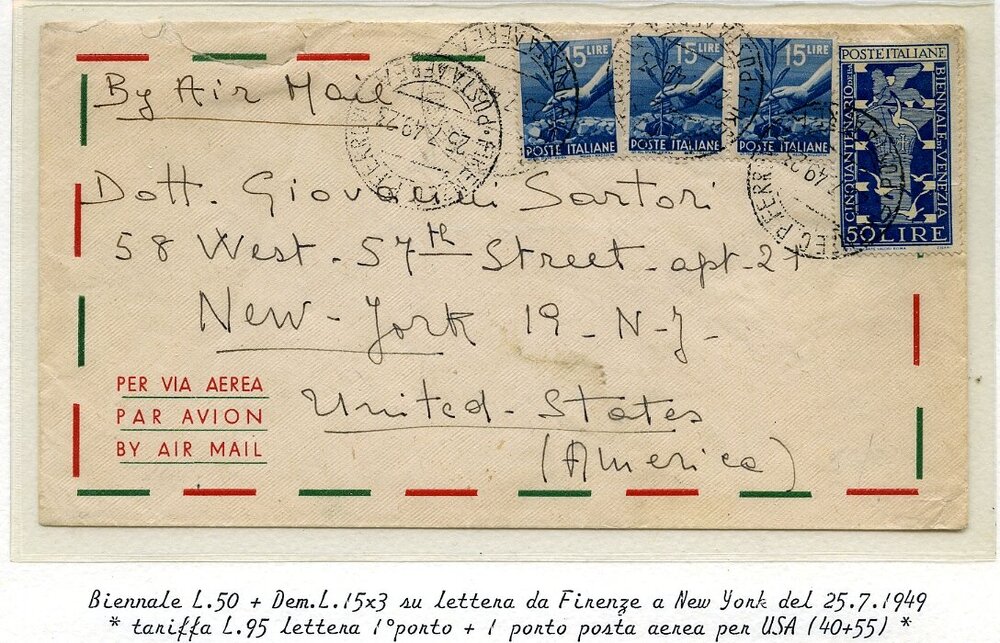 By Air Mail
15 LIRE
POSTE ITALIANE
15 LIRE
POSTE ITALIANE
15 LIRE
POSTE ITALIANE
POSTE ITALIANE
CINQUANTENARIO DELLA
BIENNALE DI VENEZIA
50 LIRE
Dott. Giovanni Sartori
58 West - 57th Street - apt - 2
New-York 19 - N-Y-
United-States
(America)
PER VIA AEREA
PAR AVION
BY AIR MAIL
Biennale L.50 + Dem.L.15x3 su lettera da Firenze a New York del 25.7.1949
* tariffa L.95 lettera 1°porto + 1 porto posta aerea per USA (40+55) *